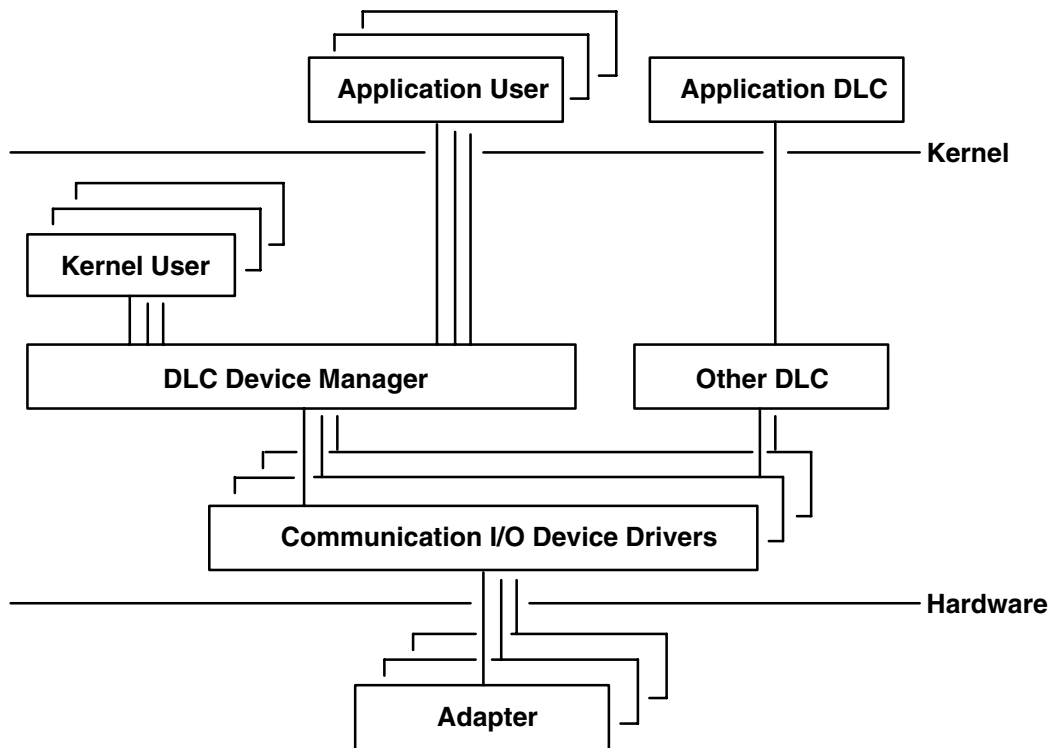 Application User
Application DLC
Kernel
Kernel User
DLC Device Manager
Other DLC
Communication I/O Device Drivers
Hardware
Adapter